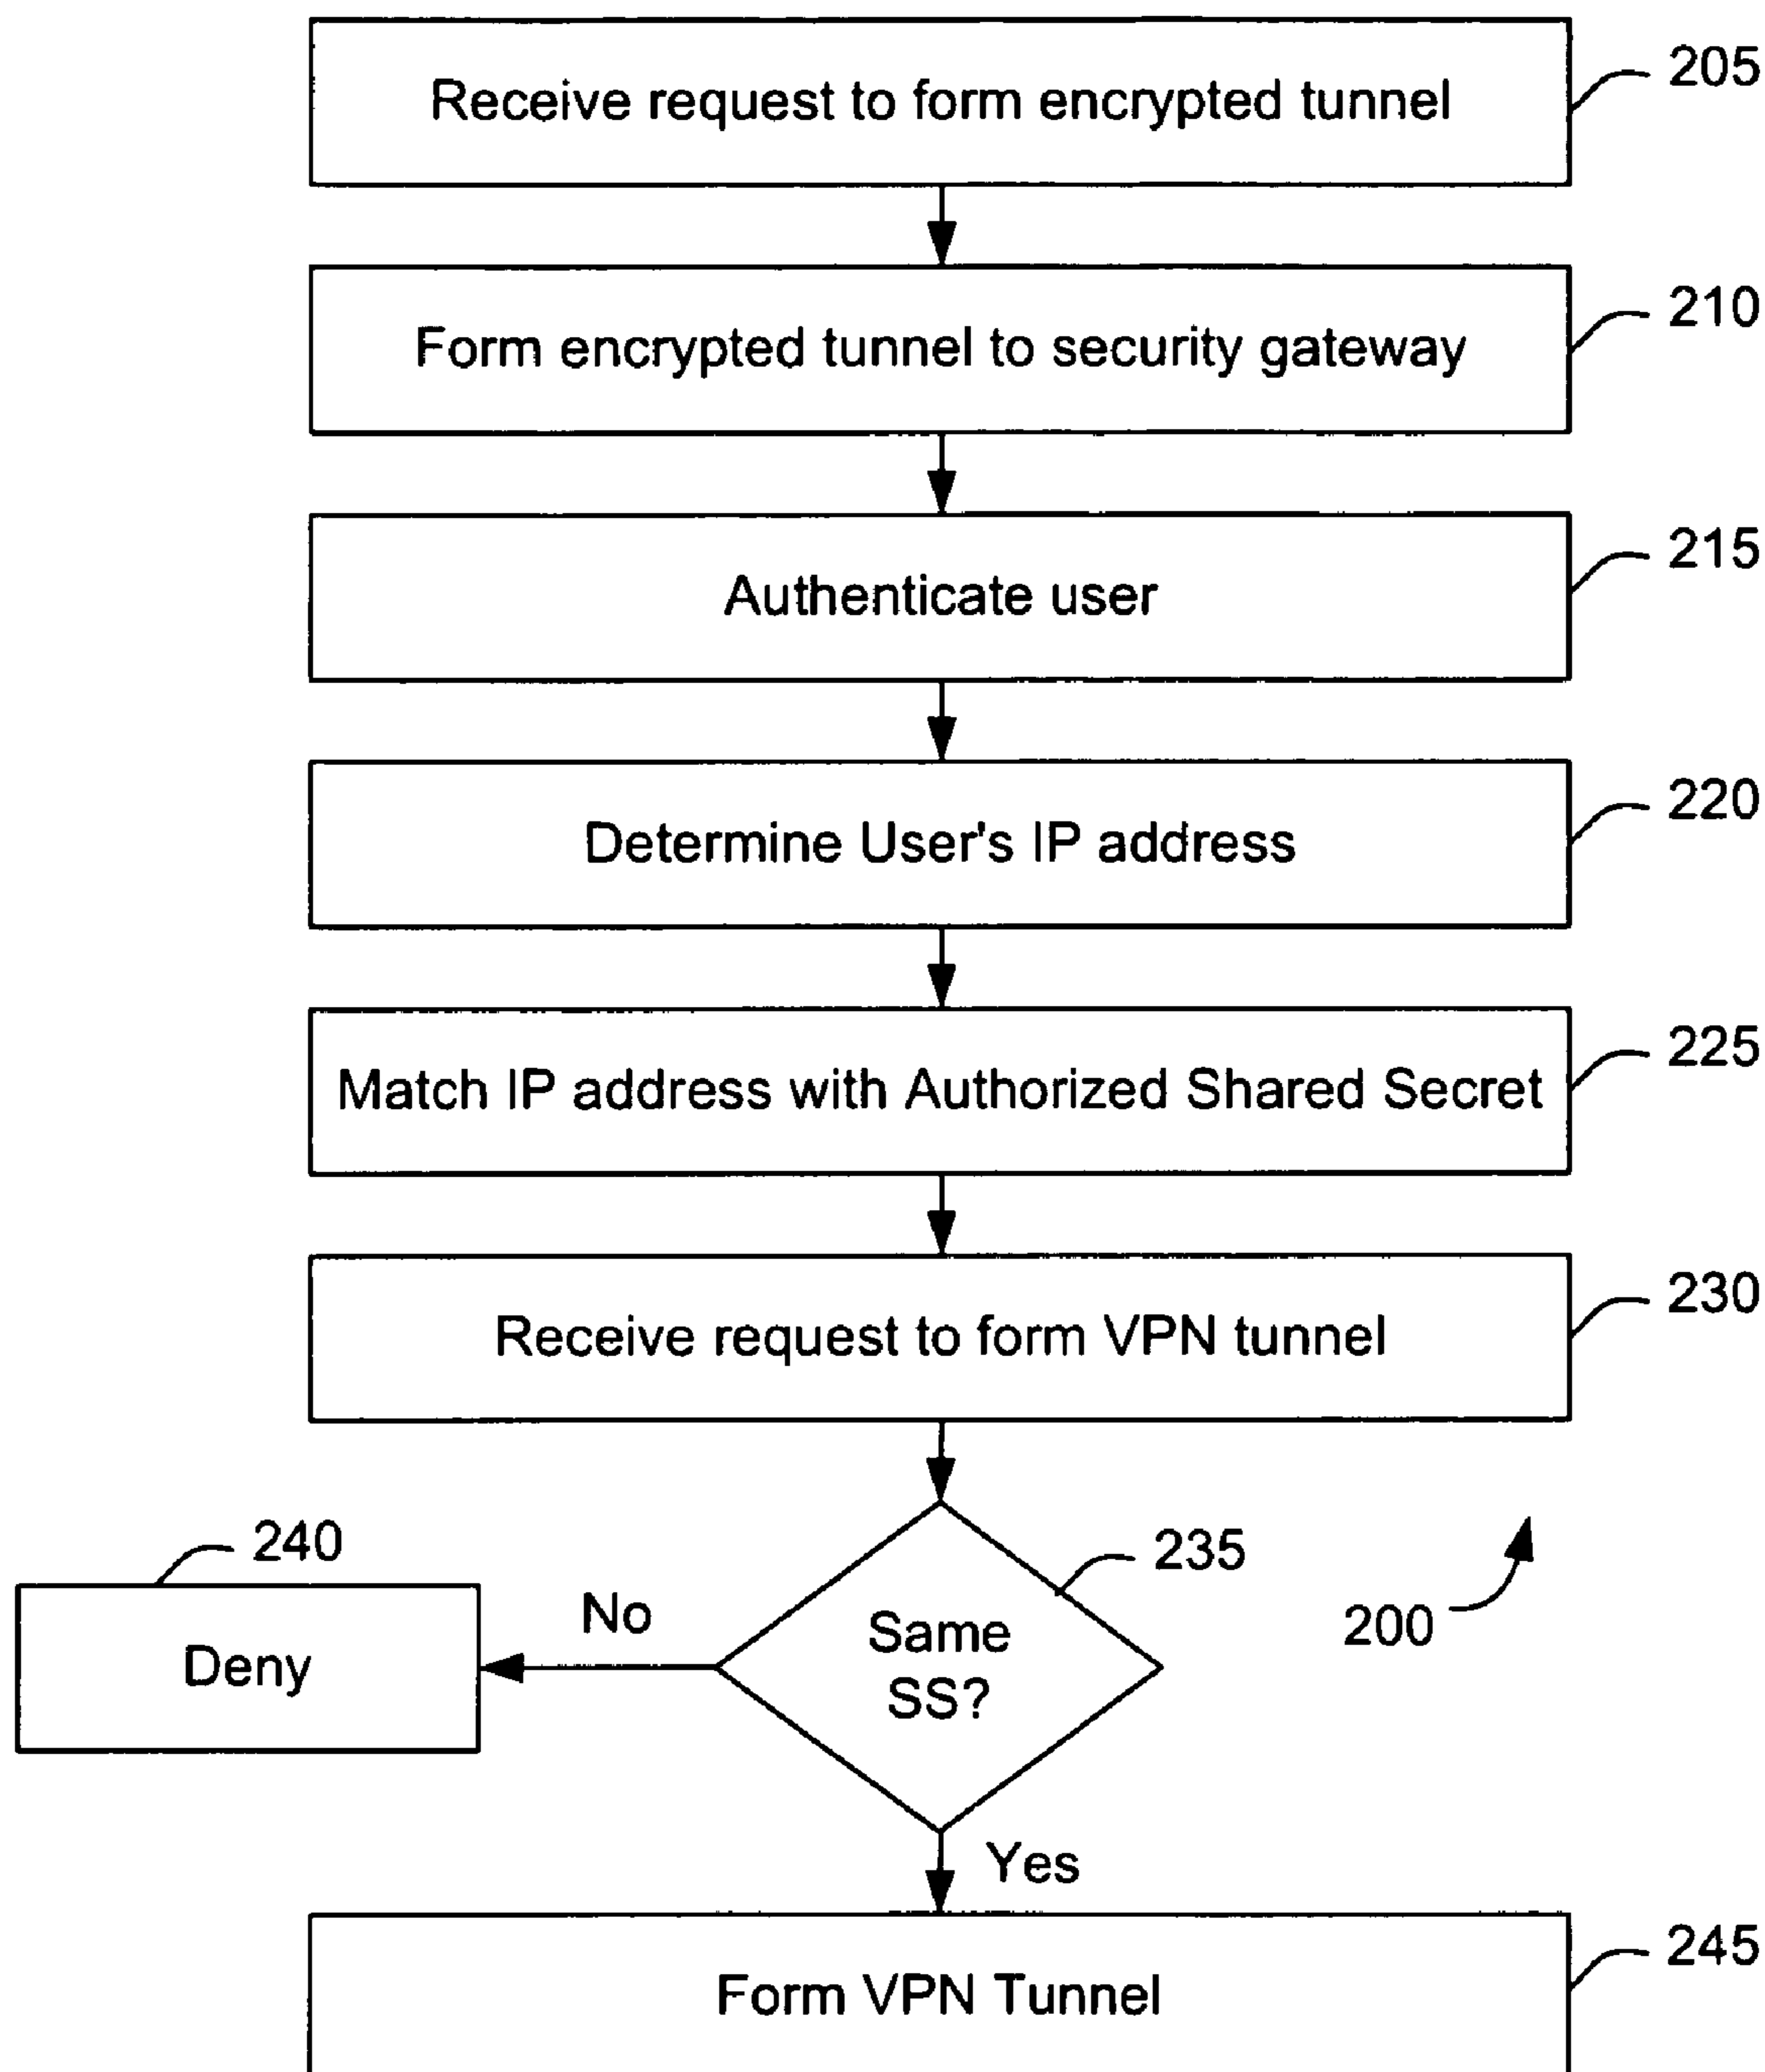 Receive request to form encrypted tunnel
205
Form encrypted tunnel to security gateway
210
Authenticate user
215
Determine User's IP address
220
Match IP address with Authorized Shared Secret
225
Receive request to form VPN tunnel
230
240
Deny
No
Same
SS?
235
200
Yes
Form VPN Tunnel
245